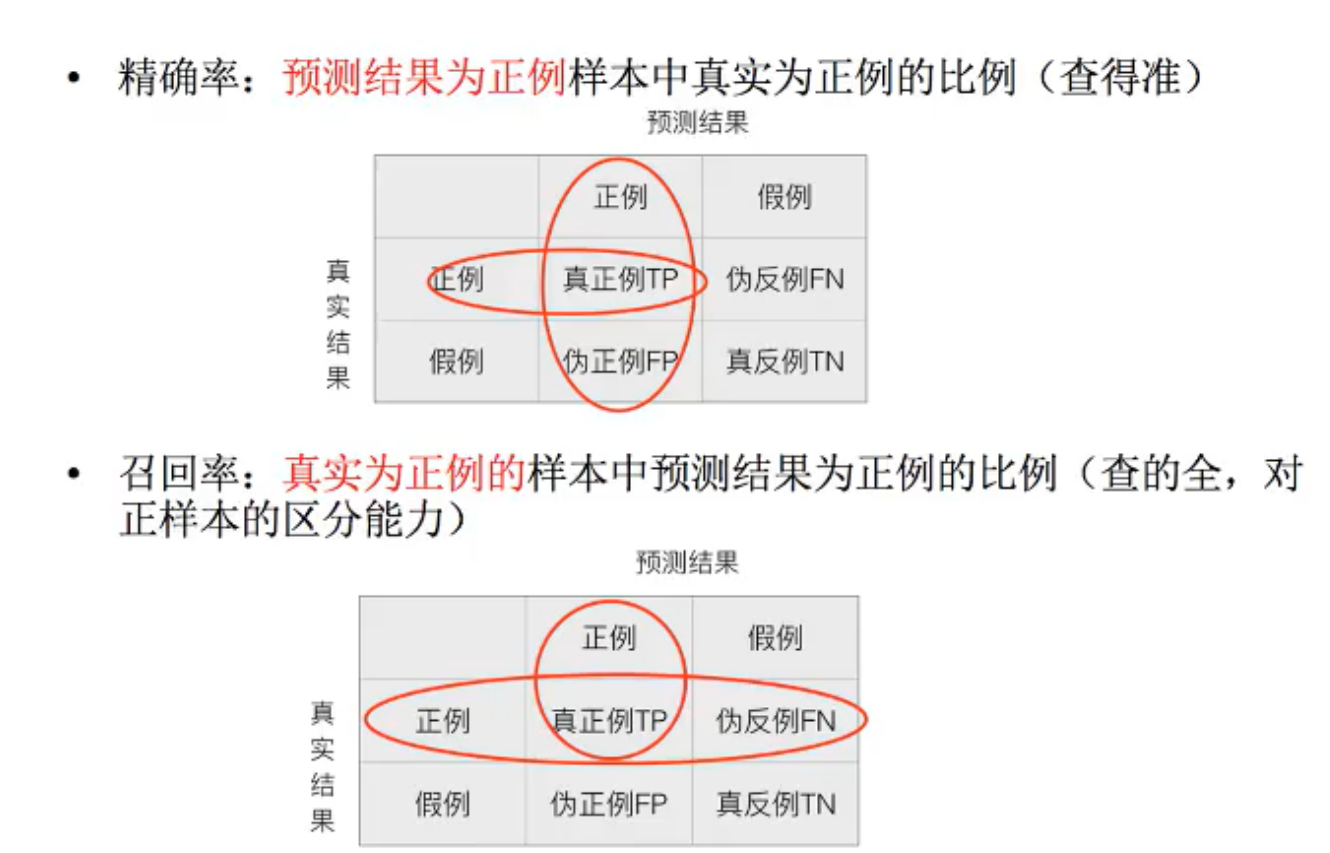 • 精确率：预测结果为正例样本中真实为正例的比例（查得准）
预测结果
正例 假例
真实结果
正例 真正例TP 伪反例FN
假例 伪正例FP 真反例TN
• 召回率：真实为正例的样本中预测结果为正例的比例（查的全，对
正样本的区分能力）
预测结果
正例 假例
真实结果
正例 真正例TP 伪反例FN
假例 伪正例FP 真反例TN